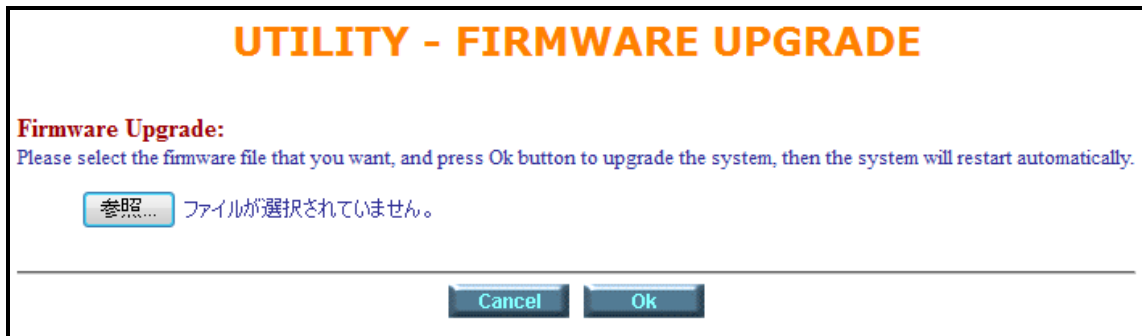 UTILITY - FIRMWARE UPGRADE
Firmware Upgrade:
Please select the firmware file that you want, and press Ok button to upgrade the system, then the system will restart automatically.
参照... ファイルが選択されていません。
Cancel Ok